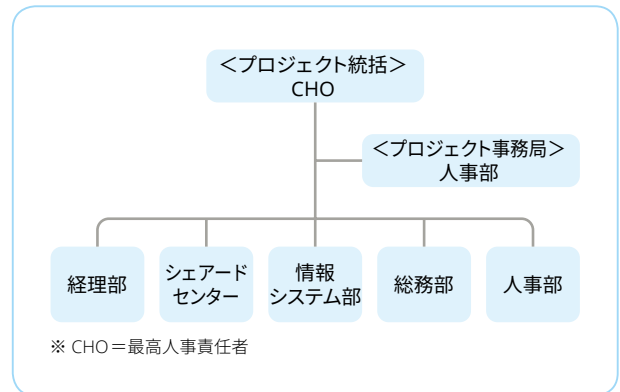 ＜プロジェクト統括＞
CHO
＜プロジェクト事務局＞
人事部
経理部
シェアード
センター
情報
システム部
総務部
人事部
※ CHO＝最高人事責任者